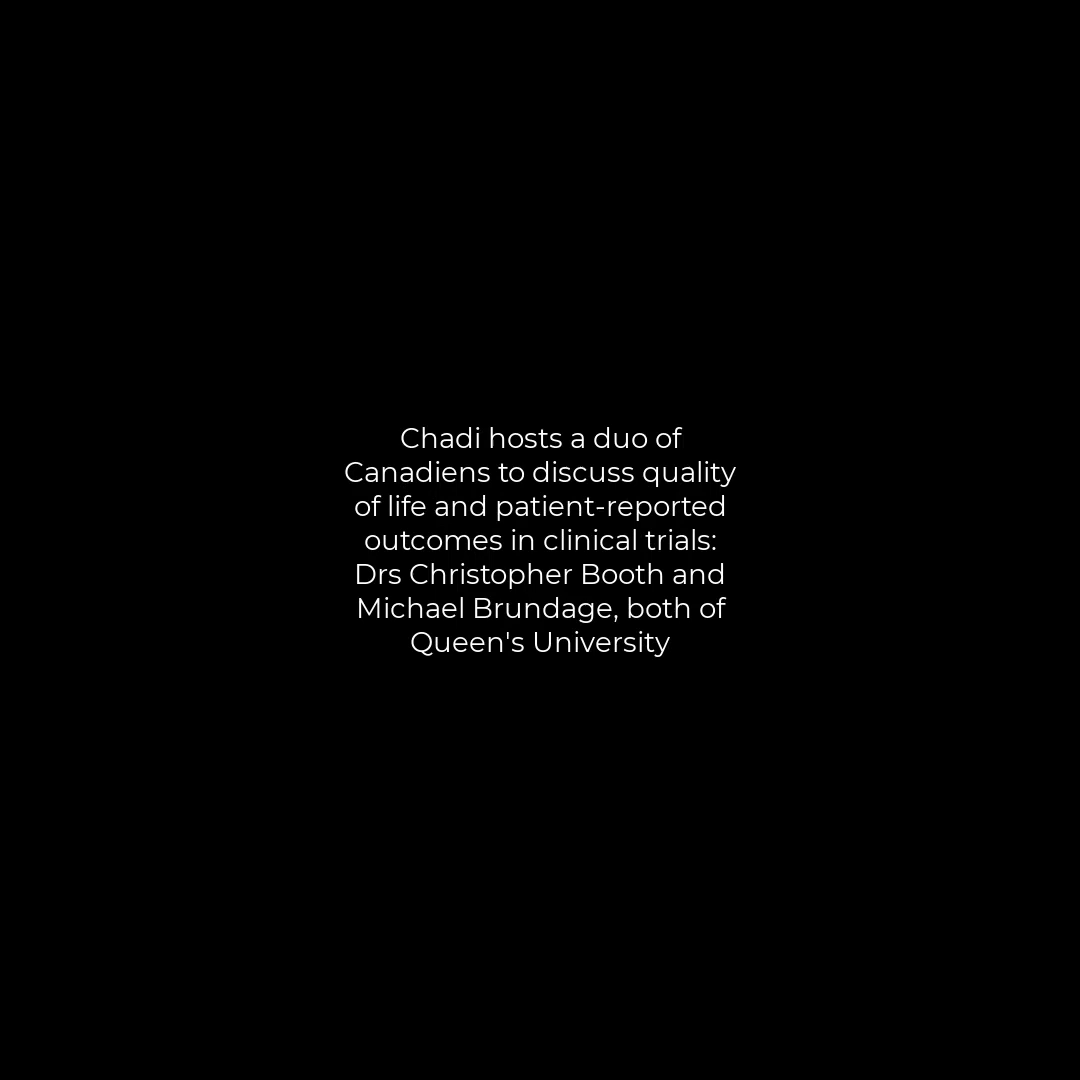 Chadi hosts a duo of
Canadiens to discuss quality
of life and patient-reported
outcomes in clinical trials:
Drs Christopher Booth and
Michael Brundage, both of
Queen's University